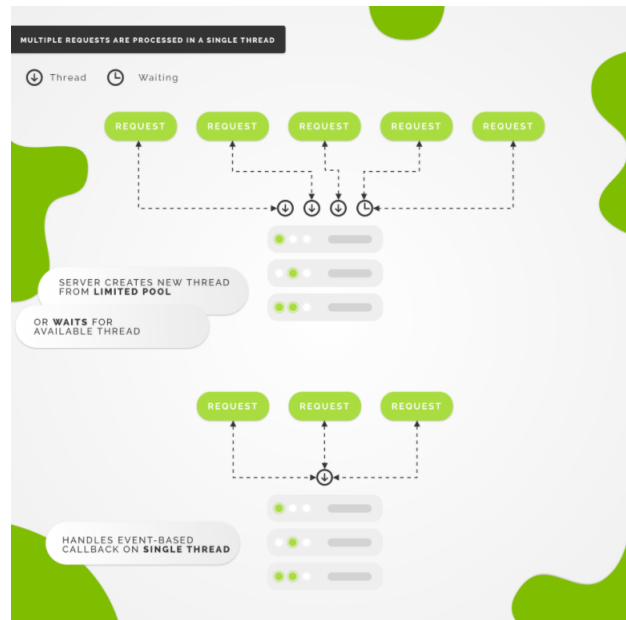 MULTIPLE REQUESTS ARE PROCESSED IN A SINGLE THREAD
Thread Waiting
REQUEST REQUEST REQUEST REQUEST REQUEST
SERVER CREATES NEW THREAD
FROM LIMITED POOL
OR WAITS FOR
AVAILABLE THREAD
REQUEST REQUEST REQUEST
HANDLES EVENT-BASED
CALLBACK ON SINGLE THREAD